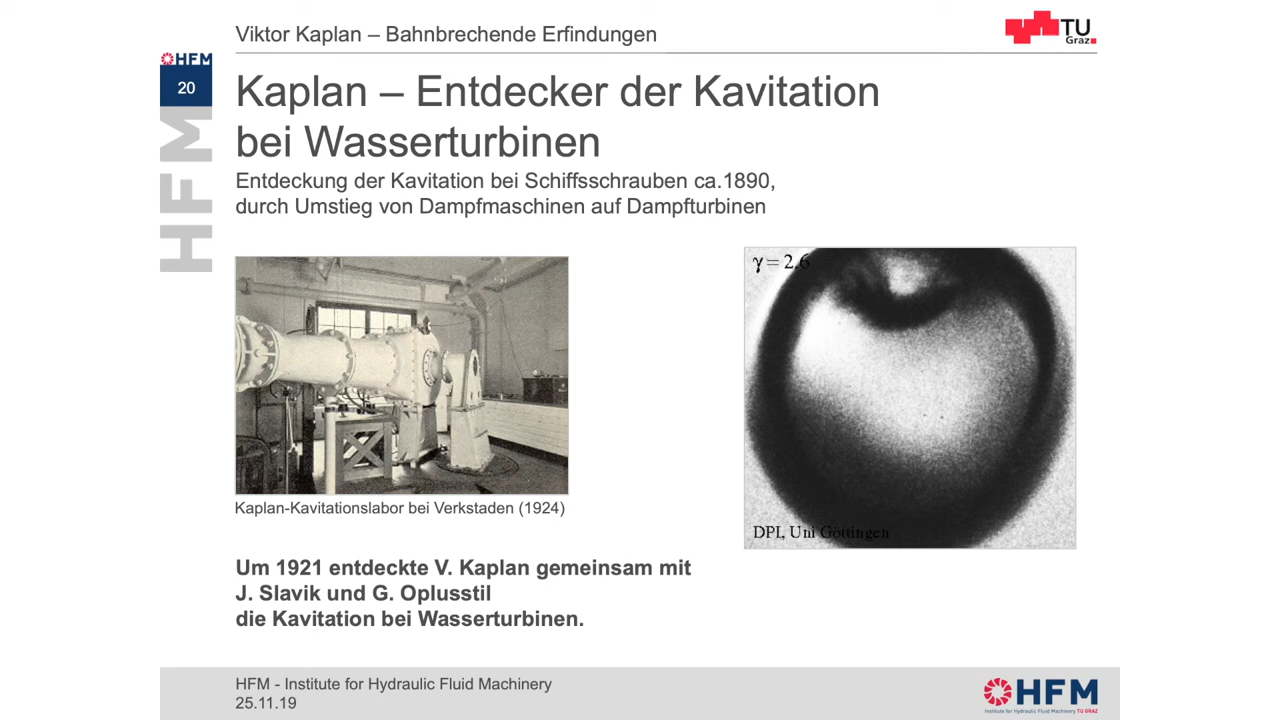 Viktor Kaplan – Bahnbrechende Erfindungen
TU
Graz
HFM
20
HFM
Kaplan – Entdecker der Kavitation
bei Wasserturbinen
Entdeckung der Kavitation bei Schiffsschrauben ca.1890,
durch Umstieg von Dampfmaschinen auf Dampfturbinen
γ = 2.6
DPI, Uni Göttingen
Kaplan-Kavitationslabor bei Verkstaden (1924)
Um 1921 entdeckte V. Kaplan gemeinsam mit
J. Slavik und G. Oplusstil
die Kavitation bei Wasserturbinen.
HFM - Institute for Hydraulic Fluid Machinery
25.11.19
HFM
Institute for Hydraulic Fluid Machinery TU GRAZ